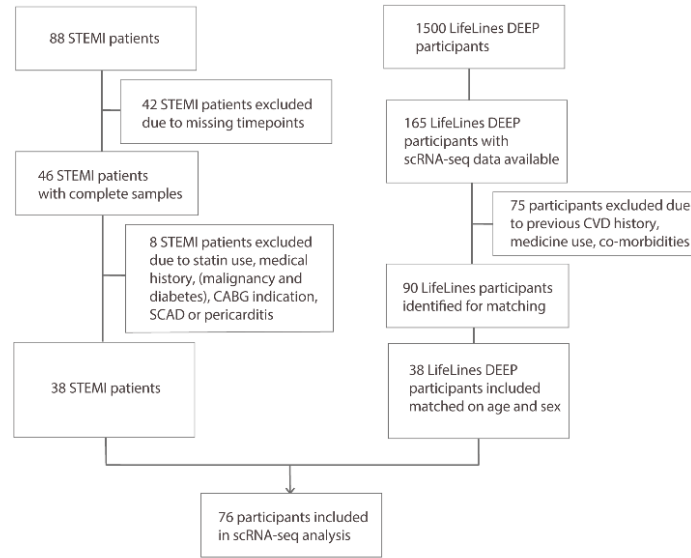 88 STEMI patients
42 STEMI patients excluded
due to missing timepoints
46 STEMI patients
with complete samples
8 STEMI patients excluded
due to statin use, medical
history, (malignancy and
diabetes), CABG indication,
SCAD or pericarditis
38 STEMI patients
1500 LifeLines DEEP
participants
165 LifeLines DEEP
participants with
scRNA-seq data available
75 participants excluded due
to previous CVD history,
medicine use, co-morbidities
90 LifeLines participants
identified for matching
38 LifeLines DEEP
participants included
matched on age and sex
76 participants included
in scRNA-seq analysis